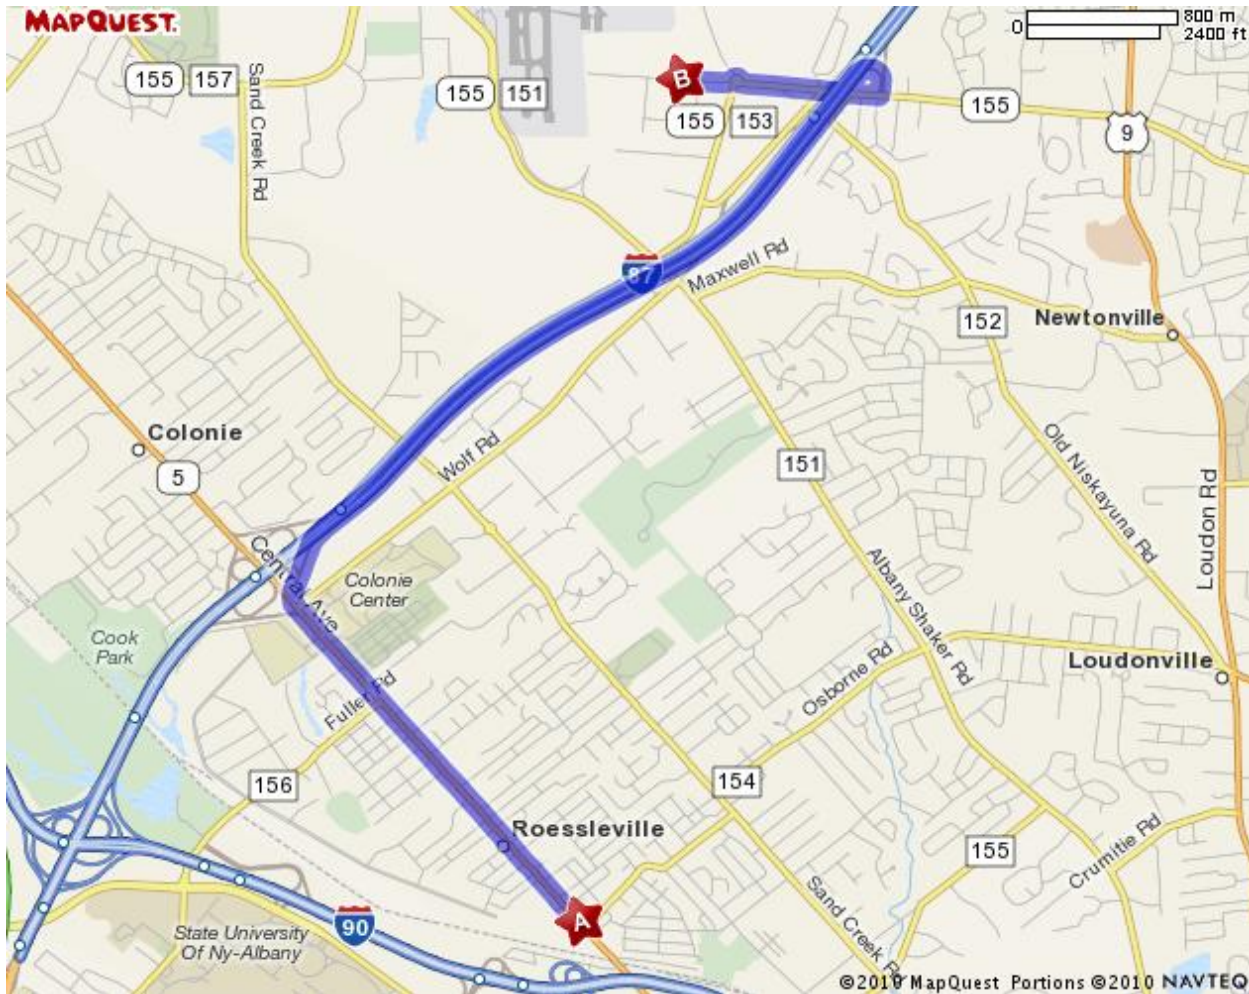 MAPQUEST.
0
800 m
2400 ft
155
157
155
151
B
155
153
155
9
Sand Creek Rd
87
Maxwell Rd
152
Newtonville
Colonie
5
Wolf Rd
151
Old Niskayuna Rd
Loudon Rd
Central Ave
Colonie
Center
Albany Shaker Rd
Cook
Park
Fuller Rd
Osborne Rd
Loudonville
156
154
Roessleville
155
Crumitie Rd
A
90
State University
Of Ny-Albany
Sand Creek Rd
©2010 MapQuest Portions ©2010 NAVTEQ